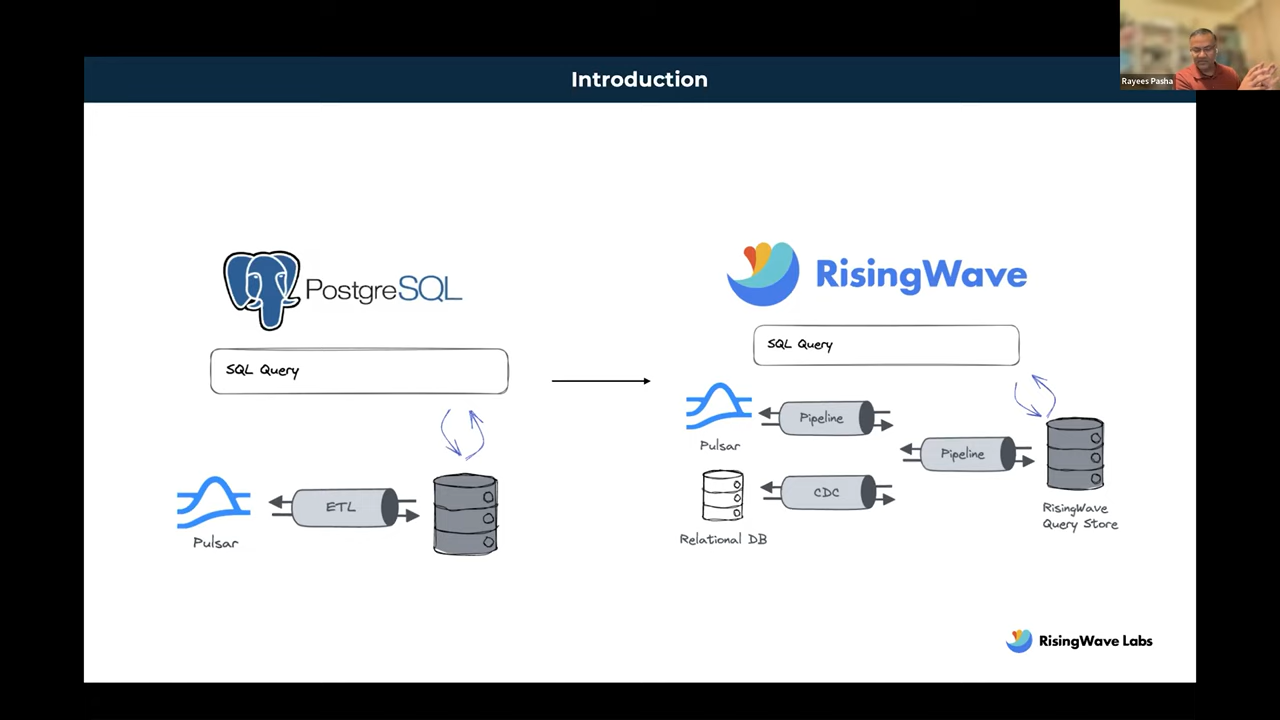 Introduction
Rayees Pasha
PostgreSQL
SQL Query
ETL
Pulsar
RisingWave
SQL Query
Pipeline
Pulsar
Pipeline
CDC
Relational DB
RisingWave
Query Store
RisingWave Labs